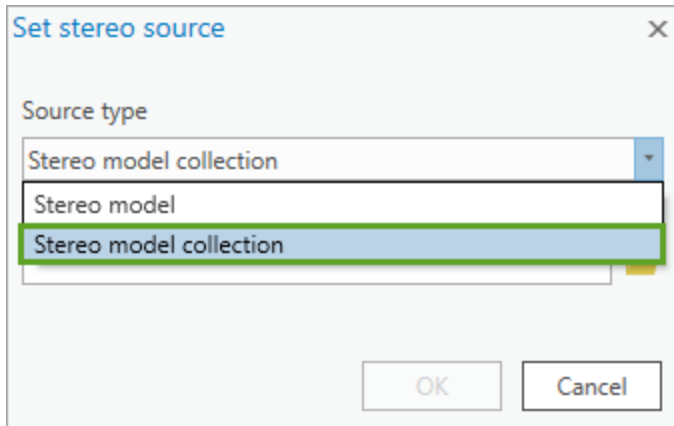 Set stereo source
Source type
Stereo model collection
Stereo model
Stereo model collection
OK
Cancel